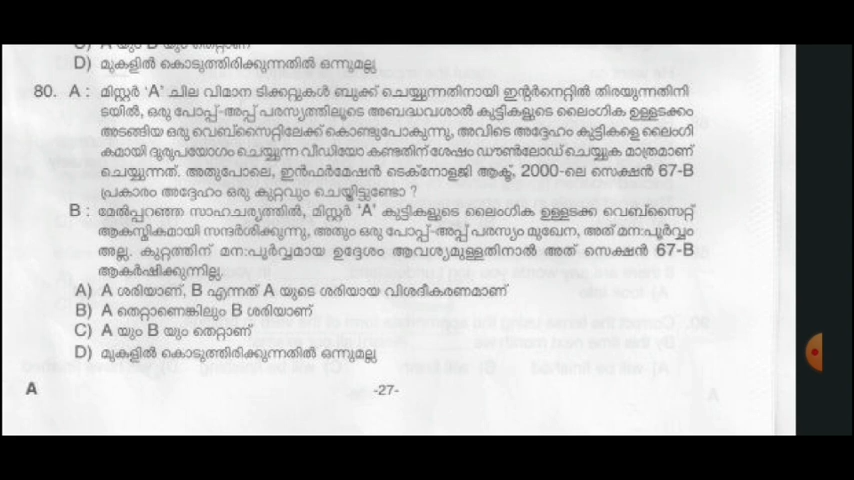 C) A യും B യും തെറ്റാണ്
D) മുകളിൽ കൊടുത്തിരിക്കുന്നതിൽ ഒന്നുമല്ല
80. A : മിസ്റ്റർ 'A' ചില വിമാന ടിക്കറ്റുകൾ ബുക്ക് ചെയ്യുന്നതിനായി ഇന്റർനെറ്റിൽ തിരയുന്നതിനി
ടയിൽ, ഒരു പോപ്പ്-അപ്പ് പരസ്യത്തിലൂടെ അബദ്ധവശാൽ കുട്ടികളുടെ ലൈംഗിക ഉള്ളടക്കം
അടങ്ങിയ ഒരു വെബ്സൈറ്റിലേക്ക് കൊണ്ടുപോകുന്നു, അവിടെ അദ്ദേഹം കുട്ടികളെ ലൈംഗി
കമായി ദുരുപയോഗം ചെയ്യുന്ന വീഡിയോ കണ്ടതിന് ശേഷം ഡൗൺലോഡ് ചെയ്യുക മാത്രമാണ്
ചെയ്യുന്നത്. അതുപോലെ, ഇൻഫർമേഷൻ ടെക്നോളജി ആക്ട്, 2000-ലെ സെക്ഷൻ 67-B
പ്രകാരം അദ്ദേഹം ഒരു കുറ്റവും ചെയ്തിട്ടുണ്ടോ ?
B : മേൽപ്പറഞ്ഞ സാഹചര്യത്തിൽ, മിസ്റ്റർ 'A' കുട്ടികളുടെ ലൈംഗിക ഉള്ളടക്ക വെബ്സൈറ്റ്
ആകസ്മികമായി സന്ദർശിക്കുന്നു, അതും ഒരു പോപ്പ്-അപ്പ് പരസ്യം മുഖേന, അത് മനഃപൂർവ്വം
അല്ല. കുറ്റത്തിന് മനഃപൂർവമായ ഉദ്ദേശം ആവശ്യമുള്ളതിനാൽ അത് സെക്ഷൻ 67-B
ആകർഷിക്കുന്നില്ല.
A) A ശരിയാണ്, B എന്നത് A യുടെ ശരിയായ വിശദീകരണമാണ്
B) A തെറ്റാണെങ്കിലും B ശരിയാണ്
C) A യും B യും തെറ്റാണ്
D) മുകളിൽ കൊടുത്തിരിക്കുന്നതിൽ ഒന്നുമല്ല
A
-27-